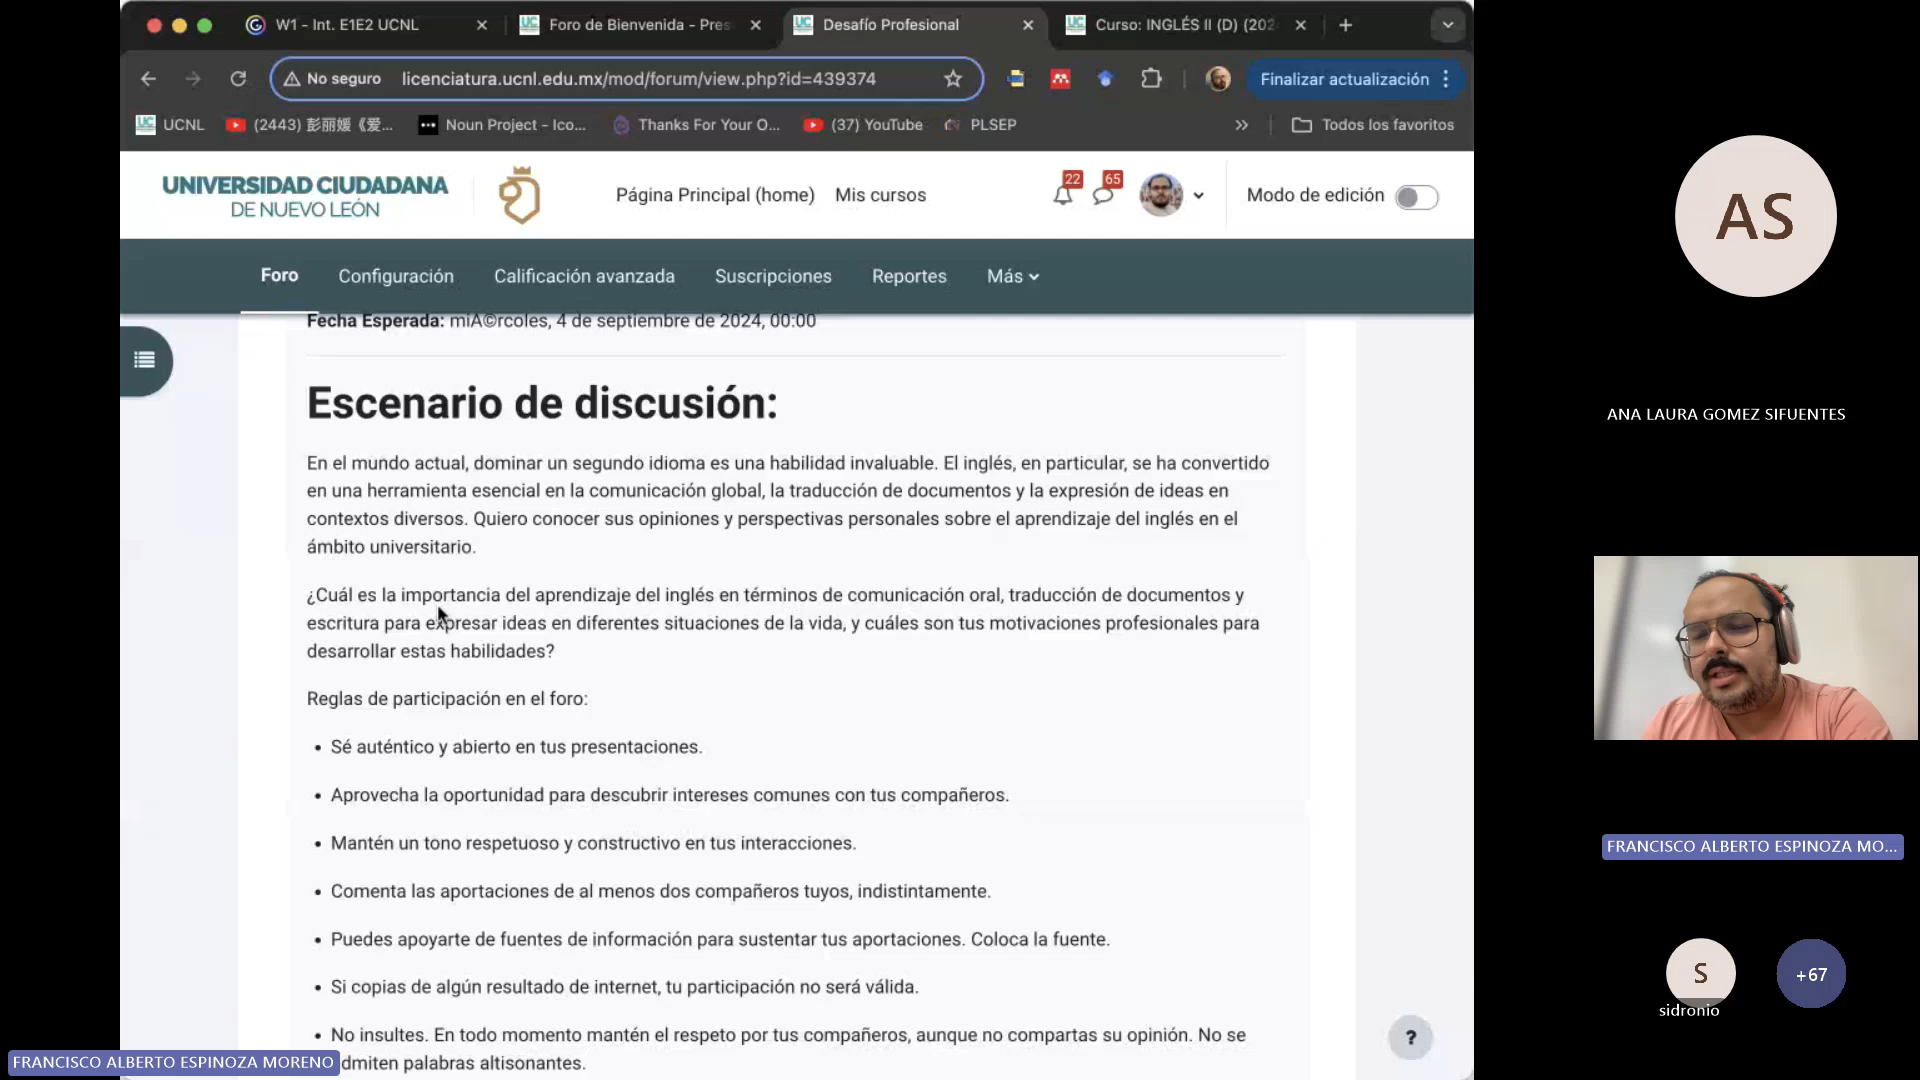 W1 - Int. E1E2 UCNL
Foro de Bienvenida - Pres
Desafío Profesional
Curso: INGLÉS II (D) (202
No seguro
licenciatura.ucnl.edu.mx/mod/forum/view.php?id=439374
Finalizar actualización
UCNL
(2443) 彭丽媛《爱...
Noun Project - Ico...
Thanks For Your O...
(37) YouTube
PLSEP
Todos los favoritos
UNIVERSIDAD CIUDADANA
DE NUEVO LEÓN
Página Principal (home)
Mis cursos
22
65
Modo de edición
Foro
Configuración
Calificación avanzada
Suscripciones
Reportes
Más
Fecha Esperada: miÃ©rcoles, 4 de septiembre de 2024, 00:00
Escenario de discusión:
En el mundo actual, dominar un segundo idioma es una habilidad invaluable. El inglés, en particular, se ha convertido
en una herramienta esencial en la comunicación global, la traducción de documentos y la expresión de ideas en
contextos diversos. Quiero conocer sus opiniones y perspectivas personales sobre el aprendizaje del inglés en el
ámbito universitario.
¿Cuál es la importancia del aprendizaje del inglés en términos de comunicación oral, traducción de documentos y
escritura para expresar ideas en diferentes situaciones de la vida, y cuáles son tus motivaciones profesionales para
desarrollar estas habilidades?
Reglas de participación en el foro:
• Sé auténtico y abierto en tus presentaciones.
• Aprovecha la oportunidad para descubrir intereses comunes con tus compañeros.
• Mantén un tono respetuoso y constructivo en tus interacciones.
• Comenta las aportaciones de al menos dos compañeros tuyos, indistintamente.
• Puedes apoyarte de fuentes de información para sustentar tus aportaciones. Coloca la fuente.
• Si copias de algún resultado de internet, tu participación no será válida.
• No insultes. En todo momento mantén el respeto por tus compañeros, aunque no compartas su opinión. No se
dmiten palabras altisonantes.
?
FRANCISCO ALBERTO ESPINOZA MORENO
AS
ANA LAURA GOMEZ SIFUENTES
FRANCISCO ALBERTO ESPINOZA MO...
S
sidronio
+67